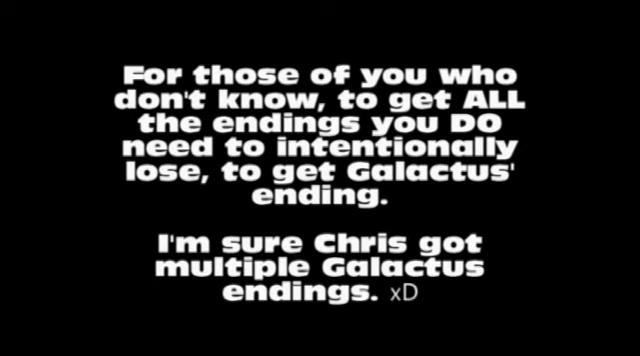 For those of you who
don't know, to get ALL
the endings you DO
need to intentionally
lose, to get Galactus'
ending.
I'm sure Chris got
multiple Galactus
endings. xD